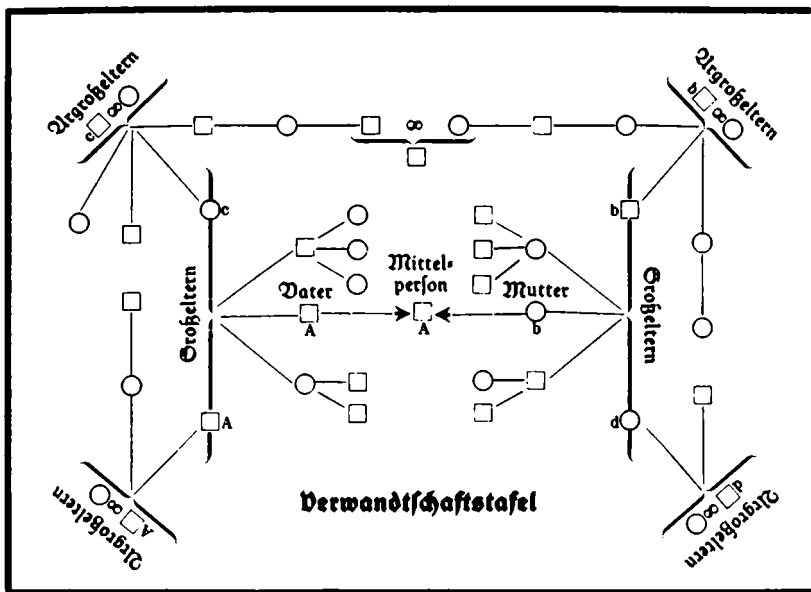 Urgroßeltern
c ∞
Urgroßeltern
b ∞
∞
c
b
Großeltern
Vater
A
Mittel-
person
A
Mutter
b
Großeltern
A
d
Urgroßeltern
∞ A
Urgroßeltern
∞ d
Verwandtschaftstafel